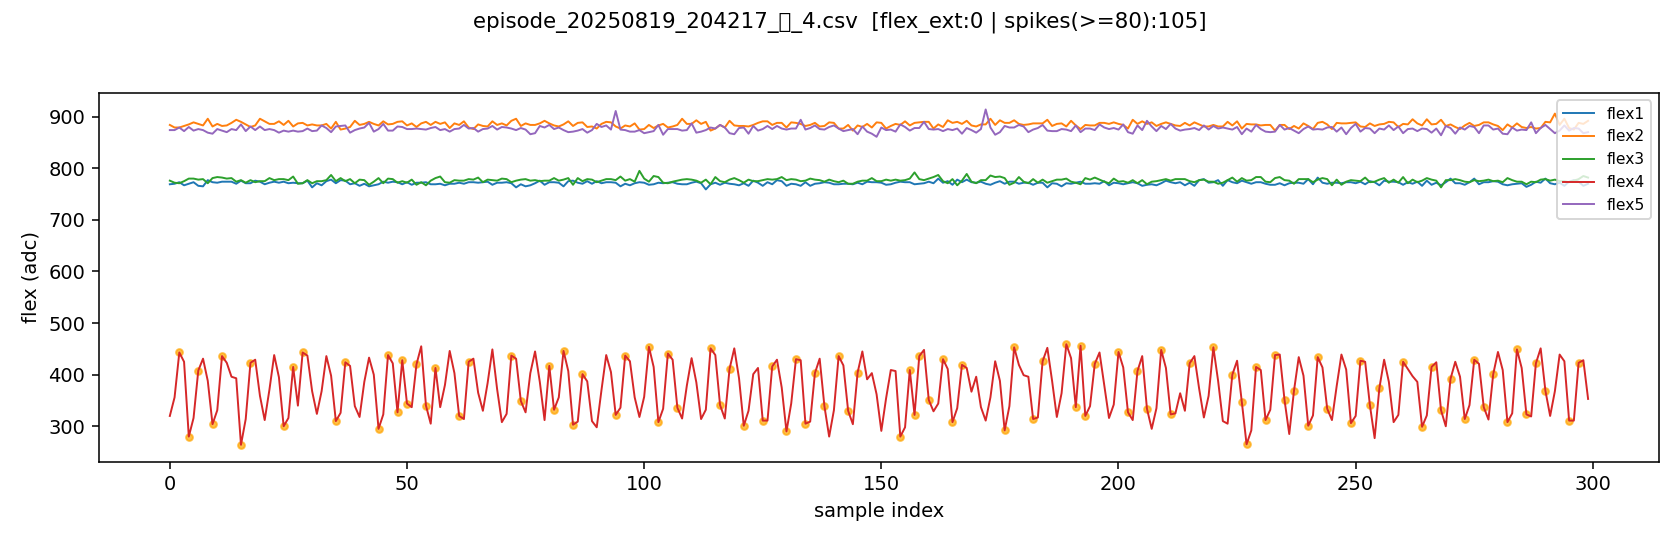 episode_20250819_204217_▯_4.csv  [flex_ext:0 | spikes(>=80):105]
flex (adc)
900
800
700
600
500
400
300
flex1
flex2
flex3
flex4
flex5
0 50 100 150 200 250 300
sample index